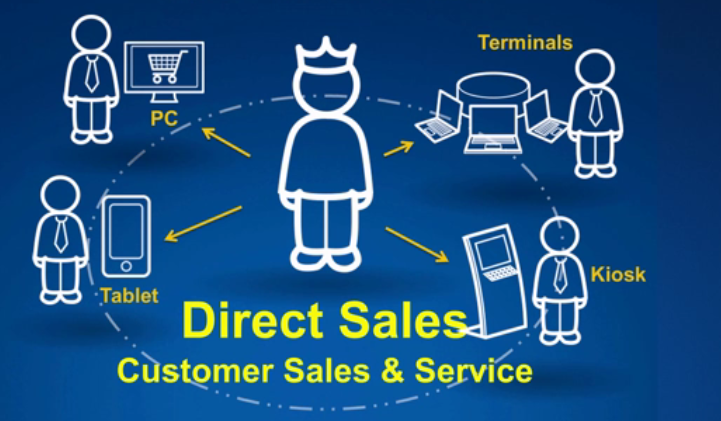 Terminals
PC
Tablet
Kiosk
Direct Sales
Customer Sales & Service